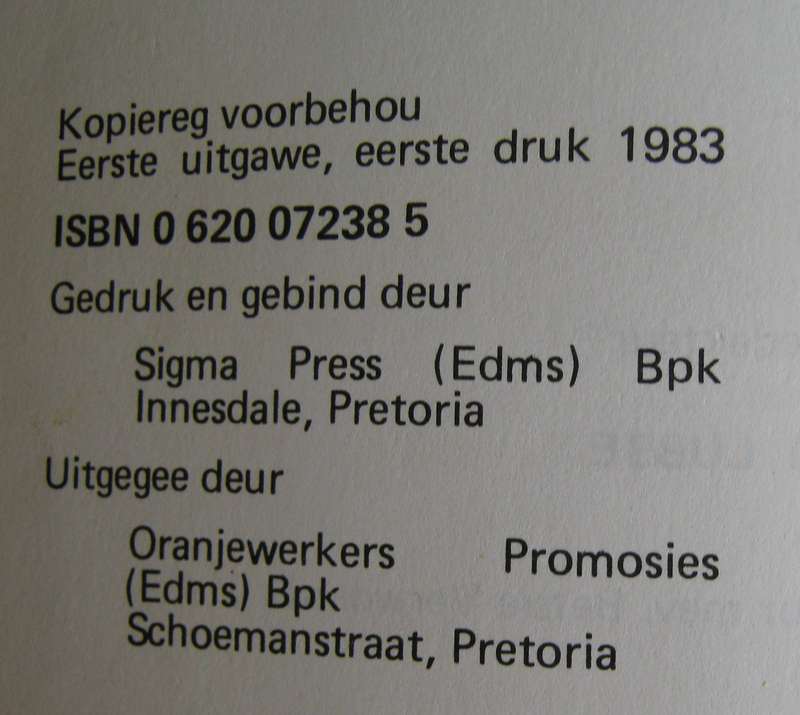 Kopiereg voorbehou
Eerste uitgawe, eerste druk 1983
ISBN 0 620 07238 5
Gedruk en gebind deur
Sigma Press (Edms) Bpk
Innesdale, Pretoria
Uitgegee deur
Oranjewerkers Promosies
(Edms) Bpk
Schoemanstraat, Pretoria